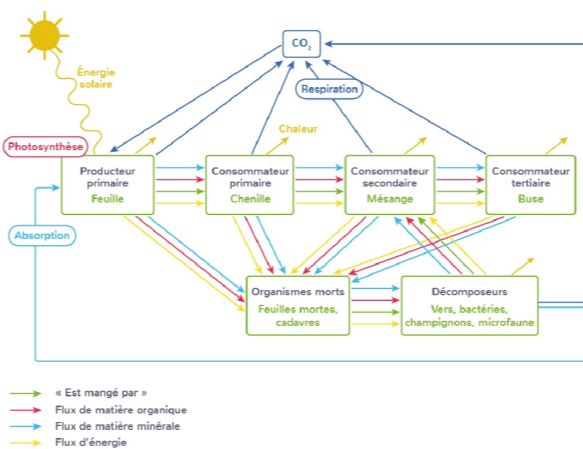 CO₂
Énergie
solaire
Respiration
Chaleur
Photosynthèse
Producteur
primaire
Feuille
Consommateur
primaire
Chenille
Consommateur
secondaire
Mésange
Consommateur
tertiaire
Buse
Absorption
Organismes morts
Feuilles mortes,
cadavres
Décomposeurs
Vers, bactéries,
champignons, microfaune
« Est mangé par »
Flux de matière organique
Flux de matière minérale
Flux d'énergie